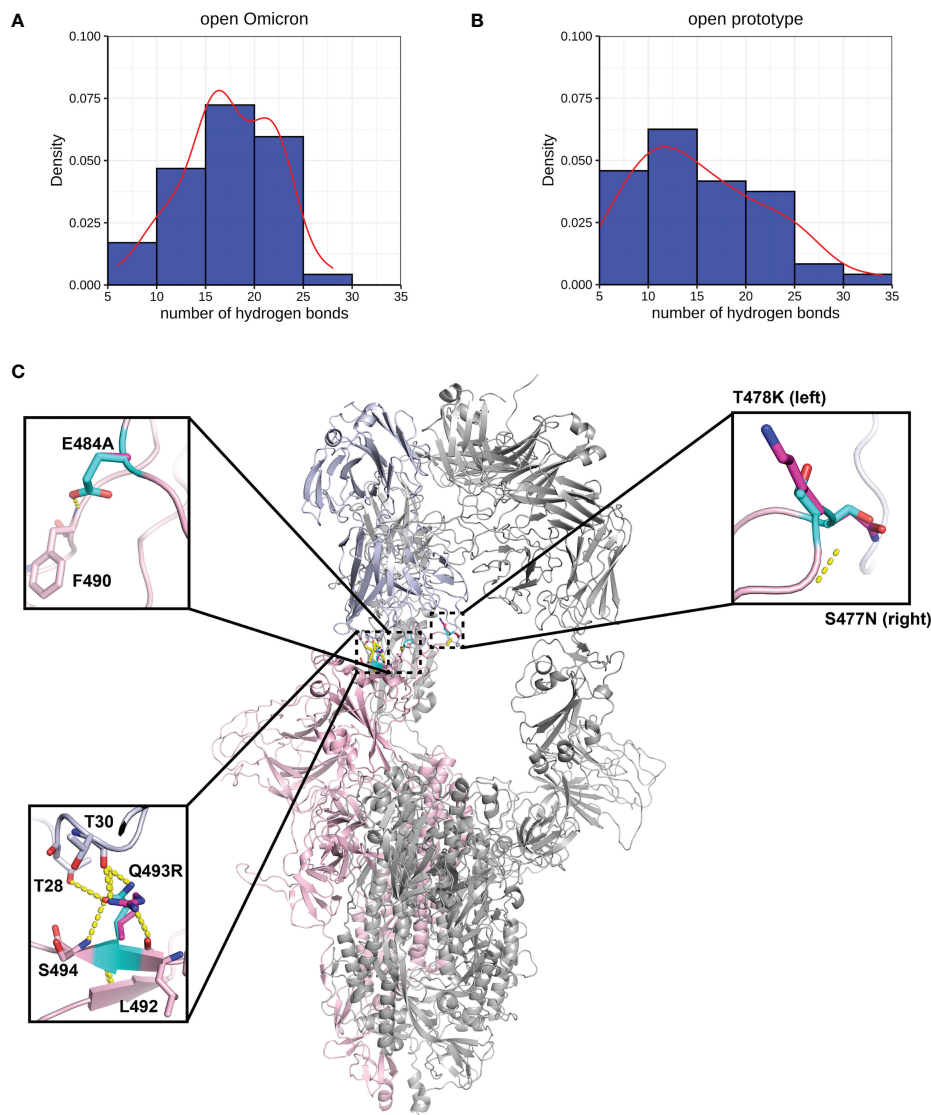 A
open Omicron
0.100
0.075
0.050
0.025
0.000
Density
5 10 15 20 25 30 35
number of hydrogen bonds
B
open prototype
0.100
0.075
0.050
0.025
0.000
Density
5 10 15 20 25 30 35
number of hydrogen bonds
C
E484A
F490
T478K (left)
S477N (right)
T30
Q493R
T28
S494
L492